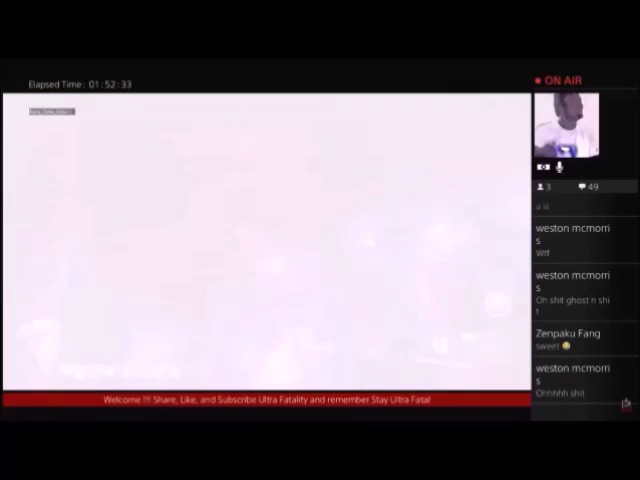 Elapsed Time: 01:52:33
ON AIR
3
49
weston mcmorri
s
Wtf
weston mcmorri
s
Oh shit ghost n shi
t
Zenpaku Fang
sweet 😀
weston mcmorri
s
Ohhhhh shit
Welcome !!! Share, Like, and Subscribe Ultra Fatality and remember Stay Ultra Fatal